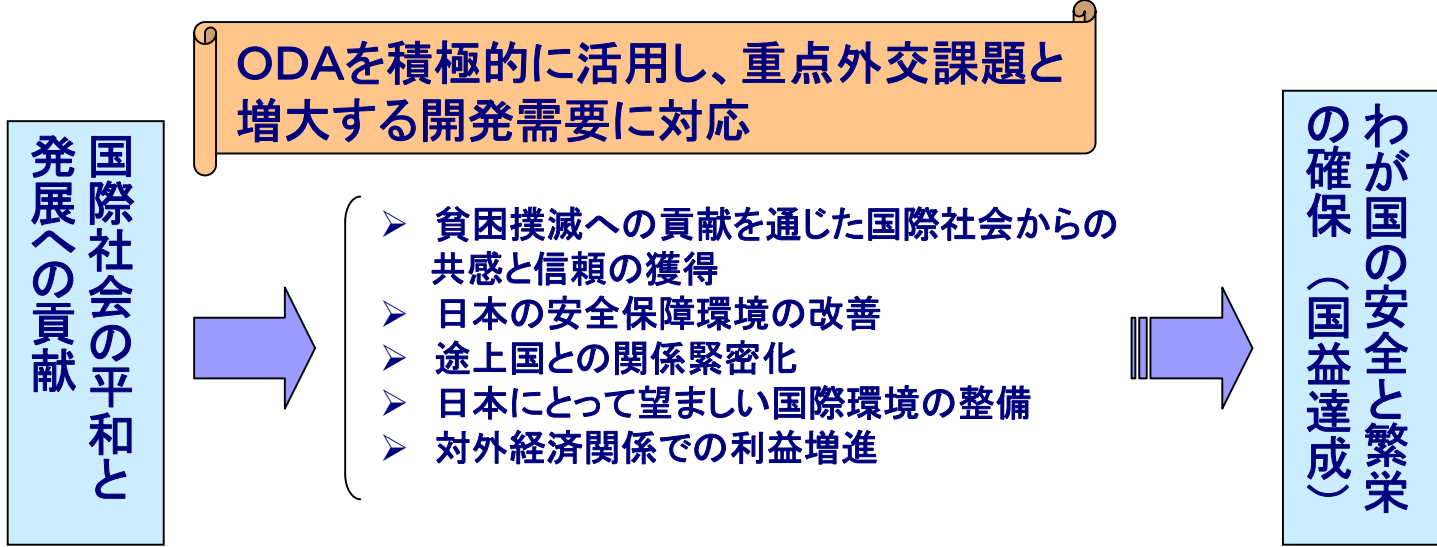 ODAを積極的に活用し、重点外交課題と
増大する開発需要に対応
国際社会の平和と
発展への貢献
➢ 貧困撲滅への貢献を通じた国際社会からの
共感と信頼の獲得
➢ 日本の安全保障環境の改善
➢ 途上国との関係緊密化
➢ 日本にとって望ましい国際環境の整備
➢ 対外経済関係での利益増進
わが国の安全と繁栄
の確保（国益達成）